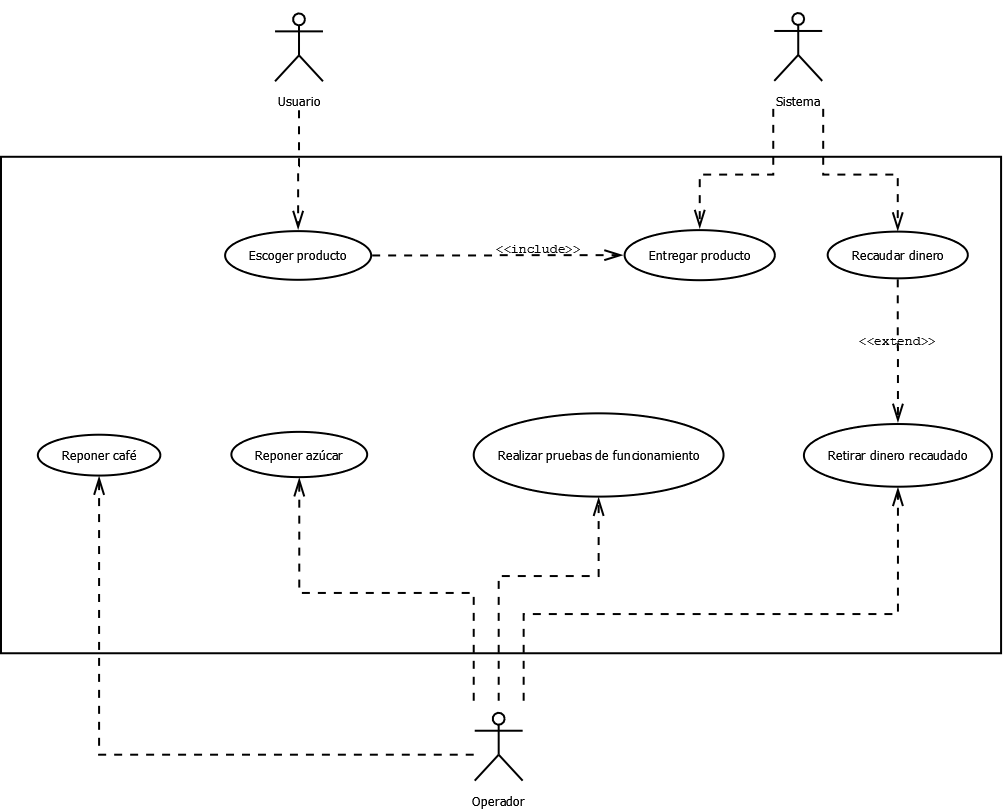 Usuario
Sistema
Escoger producto
<<include>>
Entregar producto
Recaudar dinero
<<extend>>
Reponer café
Reponer azúcar
Realizar pruebas de funcionamiento
Retirar dinero recaudado
Operador